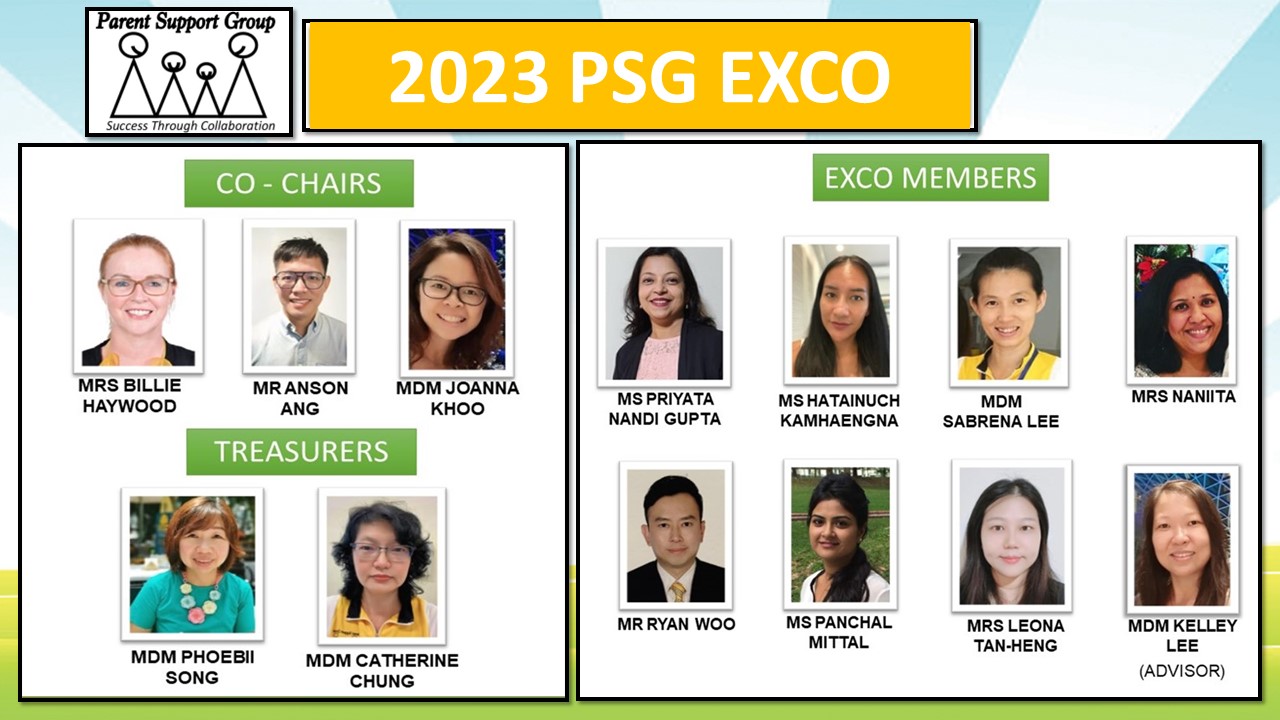 Parent Support Group
Success Through Collaboration
2023 PSG EXCO
CO - CHAIRS
MRS BILLIE
HAYWOOD
MR ANSON
ANG
MDM JOANNA
KHOO
TREASURERS
MDM PHOEBII
SONG
MDM CATHERINE
CHUNG
EXCO MEMBERS
MS PRIYATA
NANDI GUPTA
MS HATAINUCH
KAMHAENGNA
MDM
SABRENA LEE
MRS NANIITA
MR RYAN WOO
MS PANCHAL
MITTAL
MRS LEONA
TAN-HENG
MDM KELLEY
LEE
(ADVISOR)